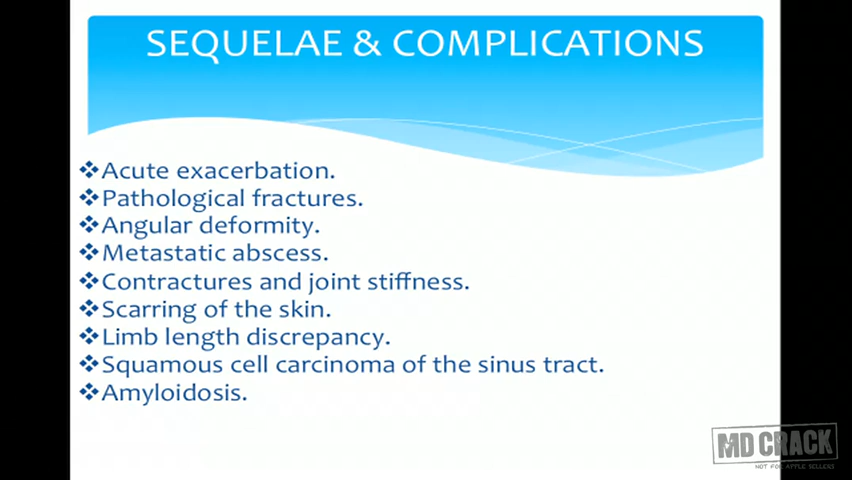 SEQUELAE & COMPLICATIONS
❖Acute exacerbation.
❖Pathological fractures.
❖Angular deformity.
❖Metastatic abscess.
❖Contractures and joint stiffness.
❖Scarring of the skin.
❖Limb length discrepancy.
❖Squamous cell carcinoma of the sinus tract.
❖Amyloidosis.
MD CRACK
NOT FOR APPLE SELLERS